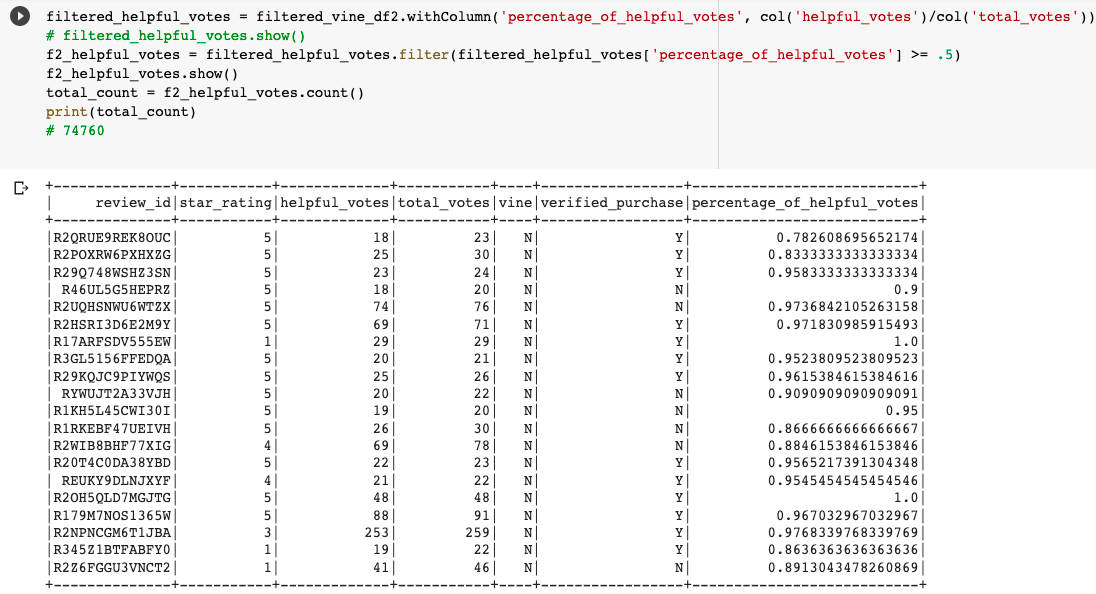 filtered_helpful_votes = filtered_vine_df2.withColumn('percentage_of_helpful_votes', col('helpful_votes')/col('total_votes'))
# filtered_helpful_votes.show()
f2_helpful_votes = filtered_helpful_votes.filter(filtered_helpful_votes['percentage_of_helpful_votes'] >= .5)
f2_helpful_votes.show()
total_count = f2_helpful_votes.count()
print(total_count)
# 74760
+--------------+-----------+-------------+-----------+----+-----------------+---------------------------+
|     review_id|star_rating|helpful_votes|total_votes|vine|verified_purchase|percentage_of_helpful_votes|
+--------------+-----------+-------------+-----------+----+-----------------+---------------------------+
|R2QRUE9REK8OUC|          5|           18|         23|   N|                Y|          0.782608695652174|
|R2POXRW6PXHXZG|          5|           25|         30|   N|                Y|         0.8333333333333334|
|R29Q748WSHZ3SN|          5|           23|         24|   N|                Y|         0.9583333333333334|
| R46UL5G5HEPRZ|          5|           18|         20|   N|                N|                        0.9|
|R2UQHSNWU6WTZX|          5|           74|         76|   N|                N|         0.9736842105263158|
|R2HSRI3D6E2M9Y|          5|           69|         71|   N|                Y|          0.971830985915493|
|R17ARFSDV555EW|          1|           29|         29|   N|                Y|                        1.0|
|R3GL5156FFEDQA|          5|           20|         21|   N|                Y|         0.9523809523809523|
|R29KQJC9PIYWQS|          5|           25|         26|   N|                Y|         0.9615384615384616|
| RYWUJT2A33VJH|          5|           20|         22|   N|                N|         0.9090909090909091|
|R1KH5L45CWI30I|          5|           19|         20|   N|                N|                       0.95|
|R1RKEBF47UEIVH|          5|           26|         30|   N|                N|         0.8666666666666667|
|R2WIB8BHF77XIG|          4|           69|         78|   N|                N|         0.8846153846153846|
|R20T4C0DA38YBD|          5|           22|         23|   N|                Y|         0.9565217391304348|
| REUKY9DLNJXYF|          4|           21|         22|   N|                Y|         0.9545454545454546|
|R2OH5QLD7MGJTG|          5|           48|         48|   N|                Y|                        1.0|
|R179M7NOS1365W|          5|           88|         91|   N|                Y|          0.967032967032967|
|R2NPNCGM6T1JBA|          3|          253|        259|   N|                Y|         0.9768339768339769|
|R345Z1BTFABFY0|          1|           19|         22|   N|                Y|         0.8636363636363636|
|R2Z6FGGU3VNCT2|          1|           41|         46|   N|                N|         0.8913043478260869|
+--------------+-----------+-------------+-----------+----+-----------------+---------------------------+